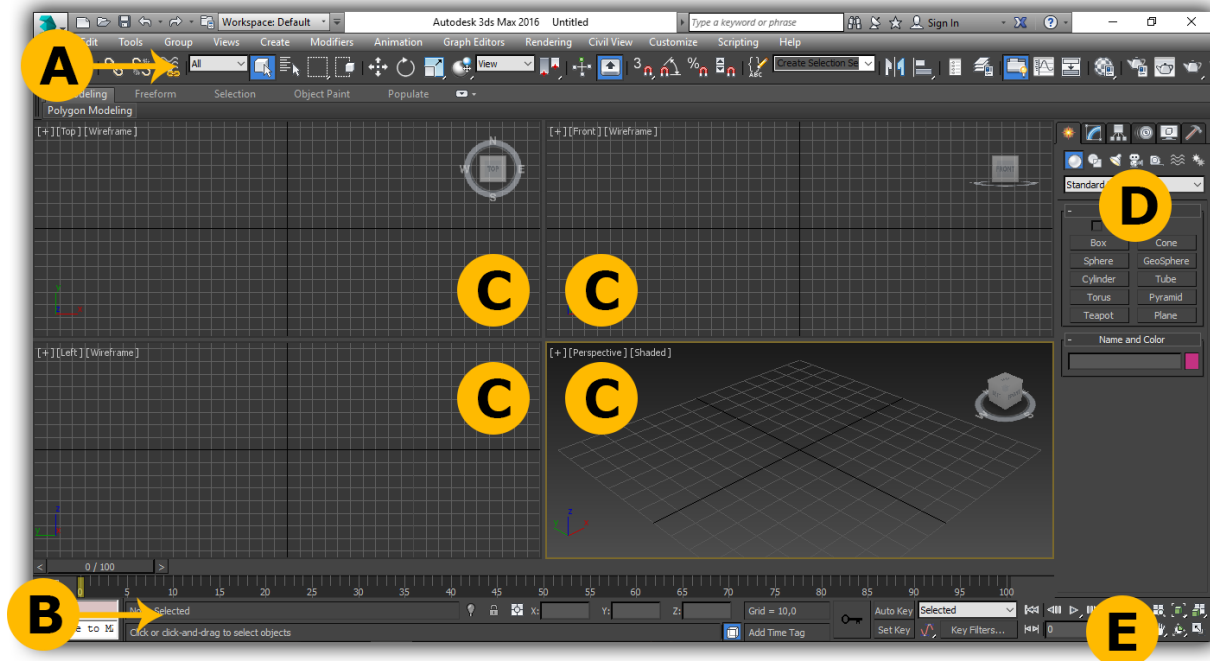 Workspace: Default
Autodesk 3ds Max 2016 Untitled
Type a keyword or phrase
Sign In
Edit Tools Group Views Create Modifiers Animation Graph Editors Rendering Civil View Customize Scripting Help
A
All
View
3
Create Selection Se
ABC
Freeform Selection Object Paint Populate
Polygon Modeling
[+] [Top] [Wireframe]
N
W TOP E
S
[+] [Front] [Wireframe]
FRONT
Standard
D
Box Cone
Sphere GeoSphere
Cylinder Tube
Torus Pyramid
Teapot Plane
Name and Color
C C
y
z x
[+] [Left] [Wireframe]
[+] [Perspective] [Shaded]
C C
z
y x
z
y x
0 / 100
0 5 10 15 20 25 30 35 40 45 50 55 60 65 70 75 80 85 90 95 100
B
Selected
X: Y: Z:
Grid = 10,0
Auto Key Selected
to M
Click or click-and-drag to select objects
Add Time Tag
Set Key Key Filters...
0
E